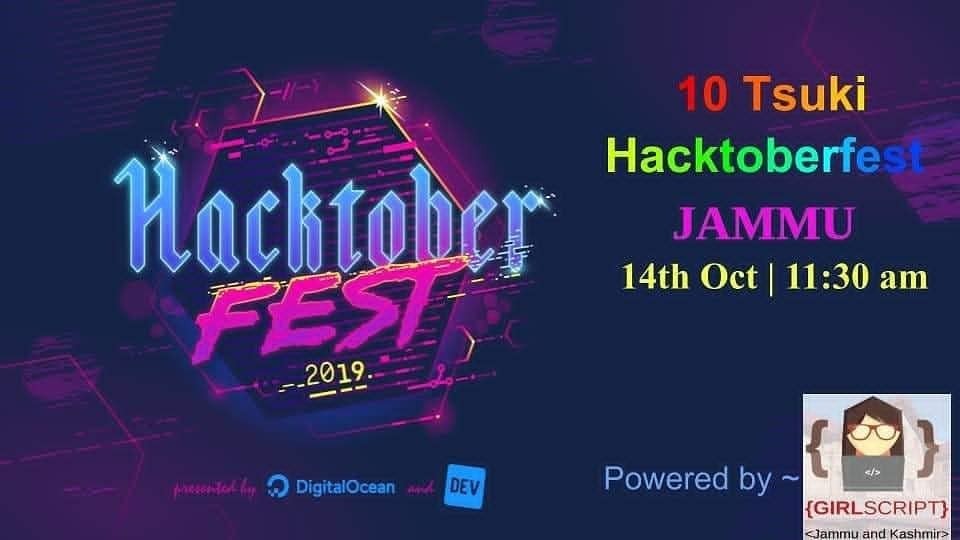 Hacktober
FEST
2019.
presented by DigitalOcean and DEV
10 Tsuki
Hacktoberfest
JAMMU
14th Oct | 11:30 am
Powered by ~
</>
{GIRLSCRIPT}
<Jammu and Kashmir>